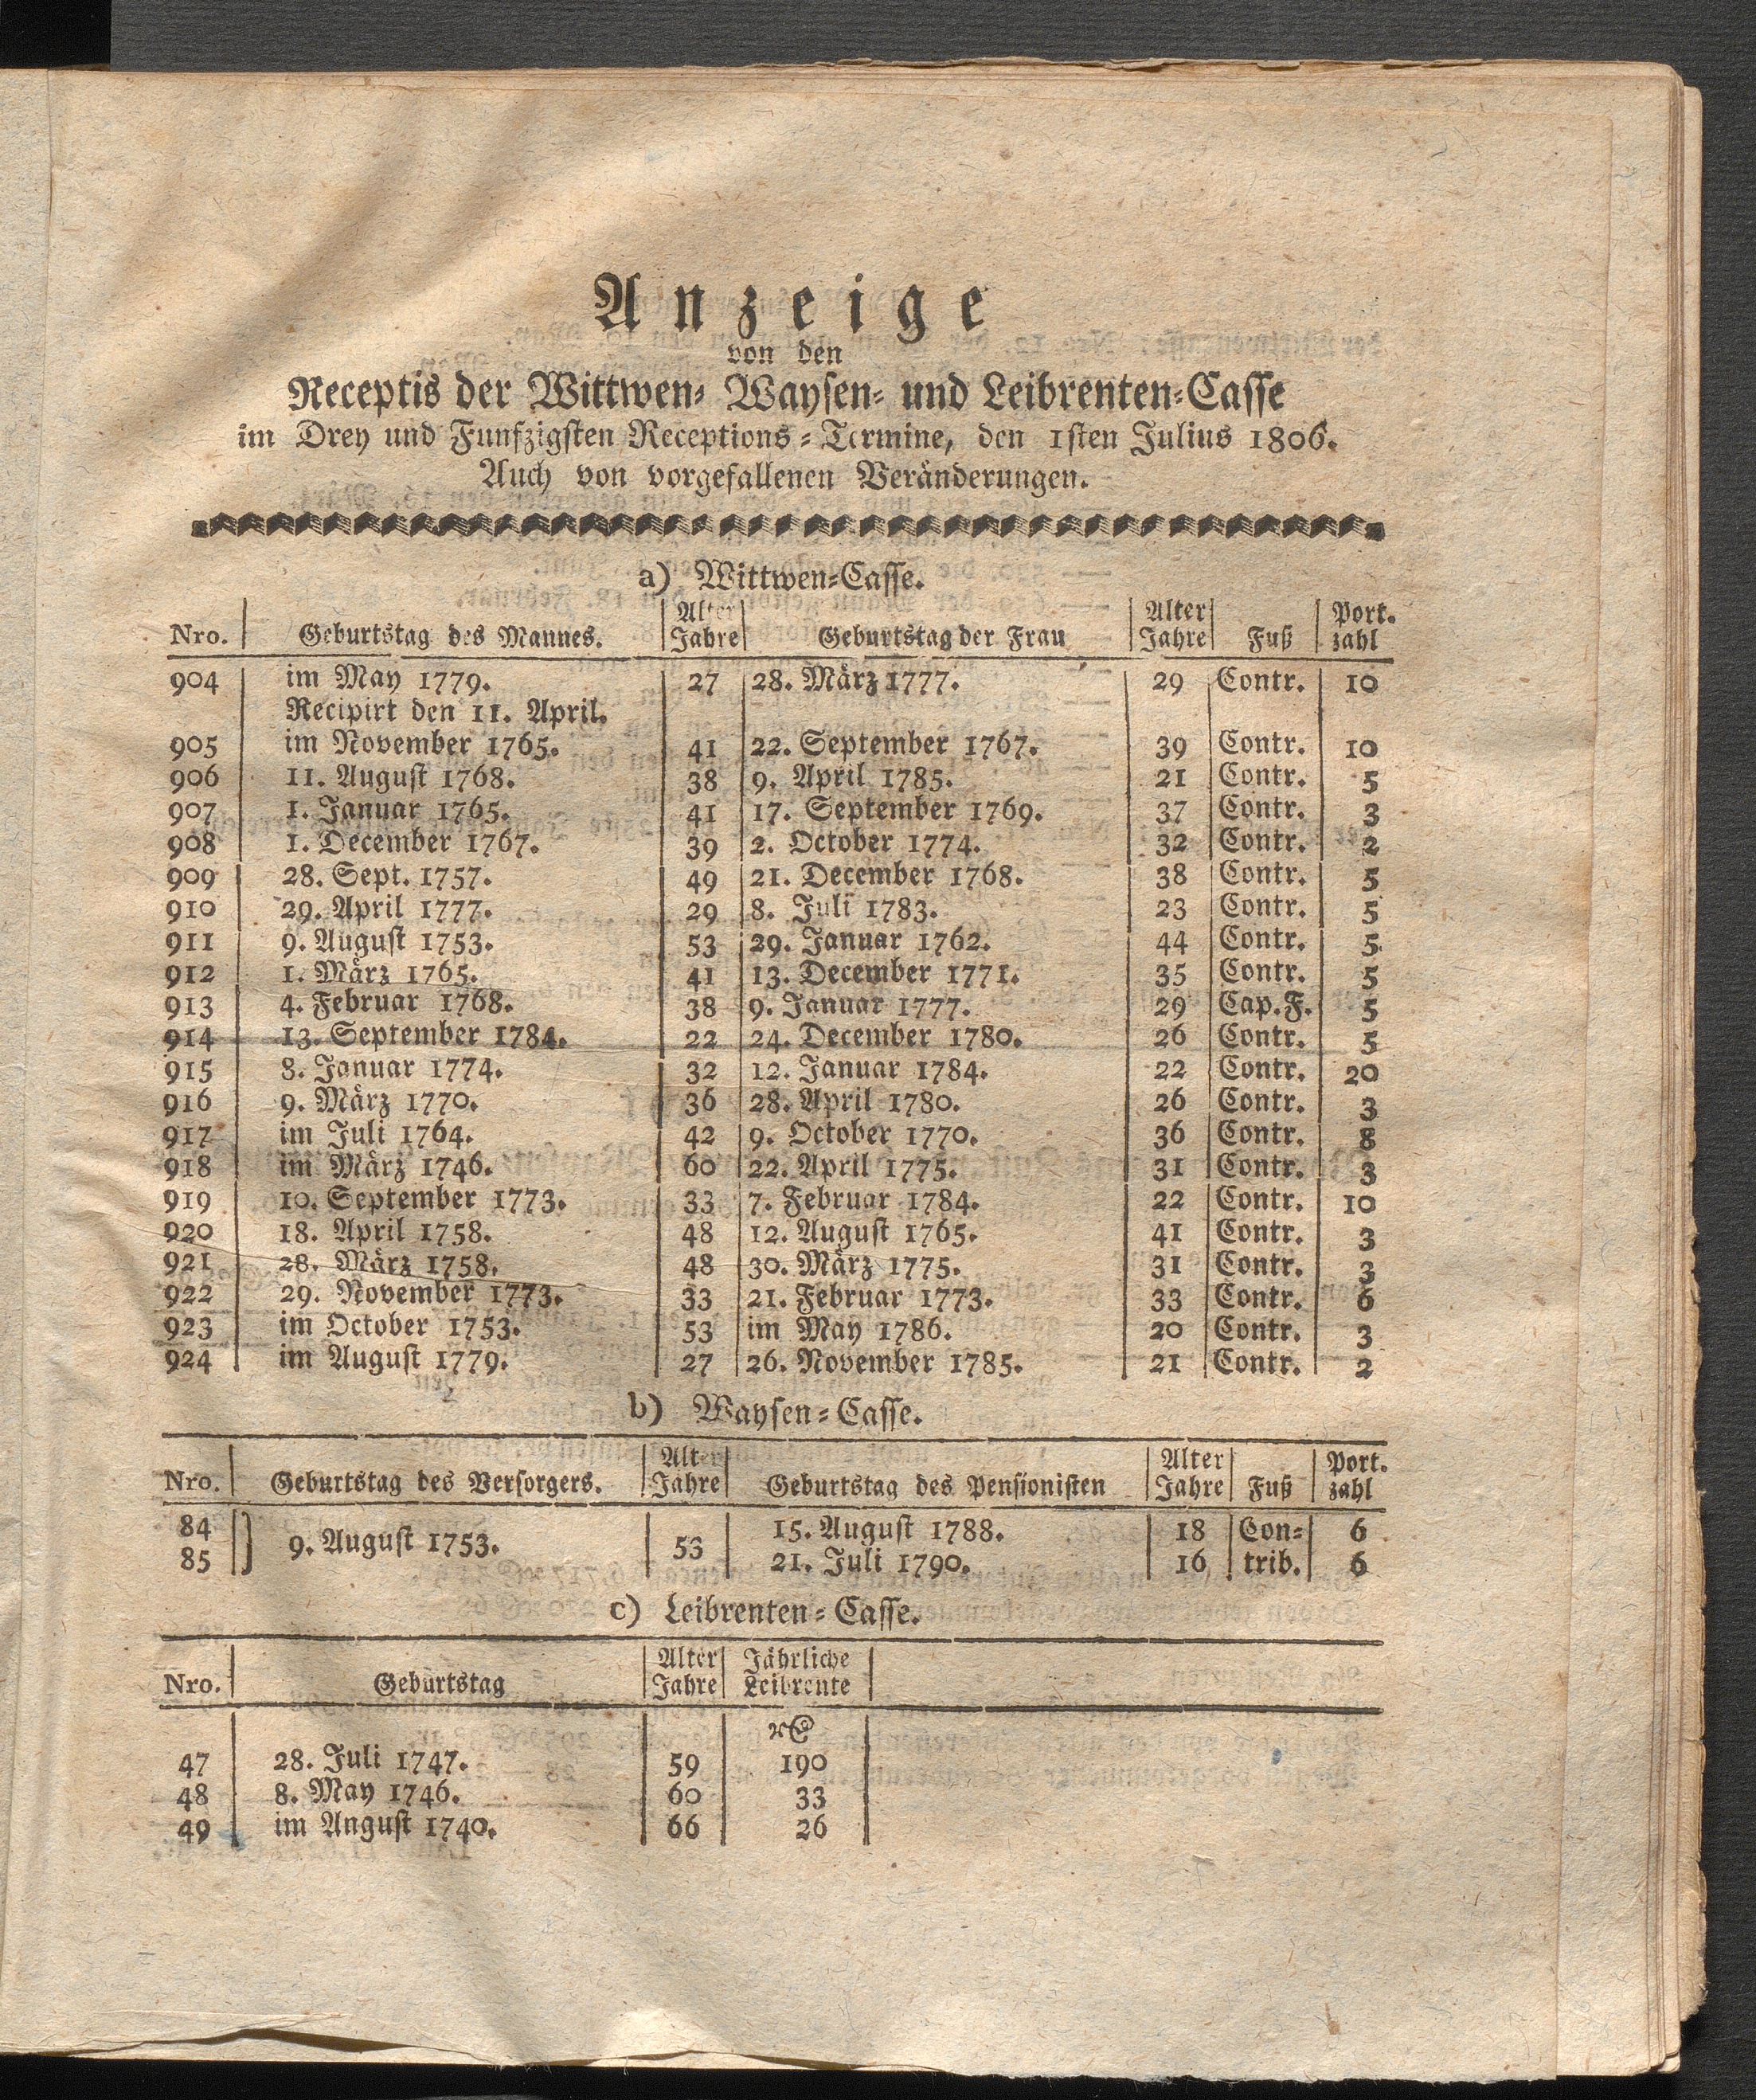 Anzeige
von den
Receptis der Wittwen- Waysen- und Leibrenten-Casse
im Drey und Funfzigsten Receptions-Termine, den 1sten Julius 1806.
Auch von vorgefallenen Veränderungen.
a) Wittwen-Casse.
Nro. Geburtstag des Mannes. Alter Jahre Geburtstag der Frau Alter Jahre Fuß Port. zahl
904 im May 1779. 27 28. März 1777. 29 Contr. 10
Recipirt den 11. April.
905 im November 1765. 41 22. September 1767. 39 Contr. 10
906 11. August 1768. 38 9. April 1785. 21 Contr. 5
907 1. Januar 1765. 41 17. September 1769. 37 Contr. 3
908 1. December 1767. 39 2. October 1774. 32 Contr. 2
909 28. Sept. 1757. 49 21. December 1768. 38 Contr. 5
910 29. April 1777. 29 8. Juli 1783. 23 Contr. 5
911 9. August 1753. 53 29. Januar 1762. 44 Contr. 5
912 1. März 1765. 41 13. December 1771. 35 Contr. 5
913 4. Februar 1768. 38 9. Januar 1777. 29 Cap. F. 5
914 13. September 1784. 22 24. December 1780. 26 Contr. 5
915 8. Januar 1774. 32 12. Januar 1784. 22 Contr. 20
916 9. März 1770. 36 28. April 1780. 26 Contr. 3
917 im Juli 1764. 42 9. October 1770. 36 Contr. 8
918 im März 1746. 60 22. April 1775. 31 Contr. 3
919 10. September 1773. 33 7. Februar 1784. 22 Contr. 10
920 18. April 1758. 48 12. August 1765. 41 Contr. 3
921 28. März 1758. 48 30. März 1775. 31 Contr. 3
922 29. November 1773. 33 21. Februar 1773. 33 Contr. 6
923 im October 1753. 53 im May 1786. 20 Contr. 3
924 im August 1779. 27 26. November 1785. 21 Contr. 2
b) Waysen-Casse.
Nro. Geburtstag des Versorgers. Alter Jahre Geburtstag des Pensionisten Alter Jahre Fuß Port. zahl
84 15. August 1788. 18 Con- 6
} 9. August 1753. 53
85 21. Juli 1790. 16 trib. 6
c) Leibrenten-Casse.
Nro. Geburtstag Alter Jahre Jährliche Leibrente
47 28. Juli 1747. 59 190
48 8. May 1746. 60 33
49 im August 1740. 66 26